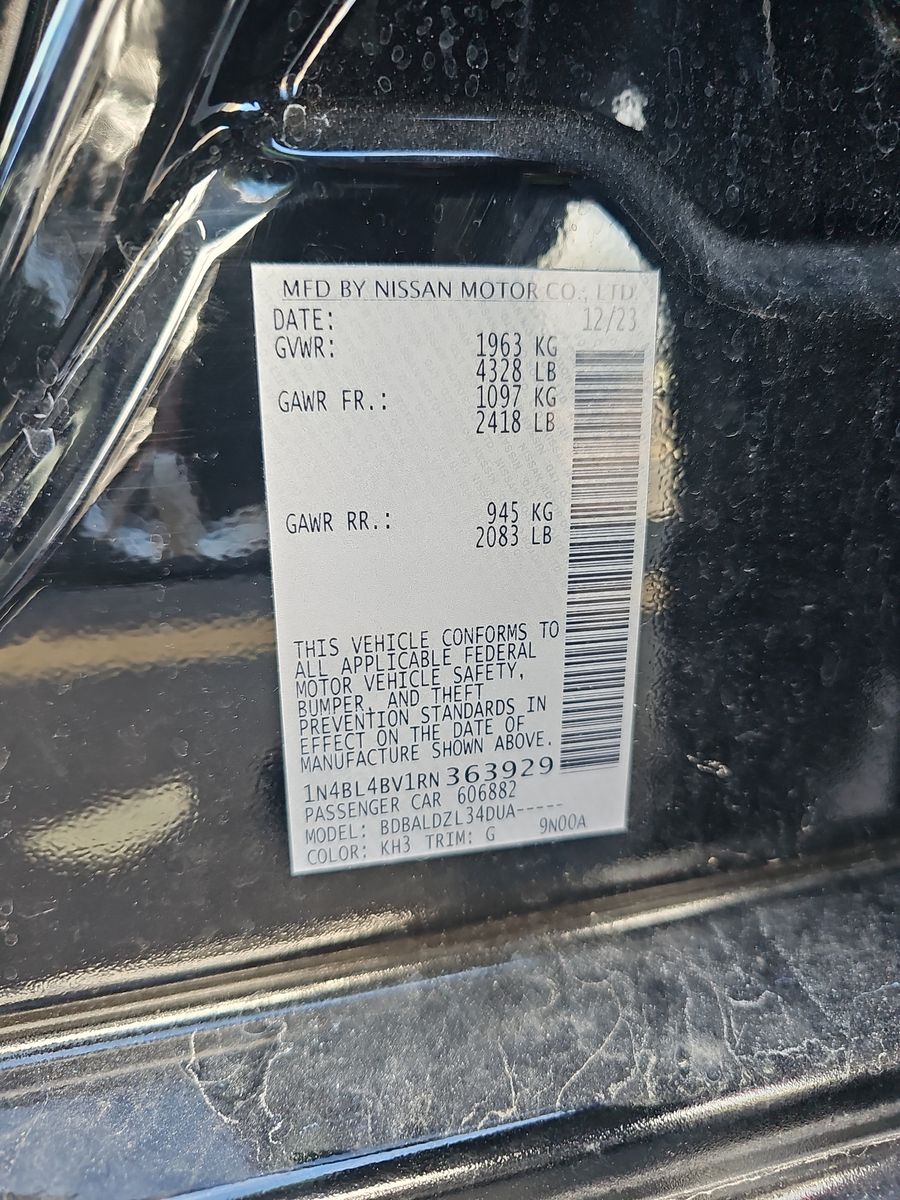 MFD BY NISSAN MOTOR CO., LTD
DATE: 12/23
GVWR: 1963 KG
4328 LB
GAWR FR.: 1097 KG
2418 LB
GAWR RR.: 945 KG
2083 LB
THIS VEHICLE CONFORMS TO
ALL APPLICABLE FEDERAL
MOTOR VEHICLE SAFETY,
BUMPER, AND THEFT
PREVENTION STANDARDS IN
EFFECT ON THE DATE OF
MANUFACTURE SHOWN ABOVE.
1N4BL4BV1RN363929
PASSENGER CAR 606882
MODEL: BDBALDZL34DUA-----
COLOR: KH3 TRIM: G 9N00A